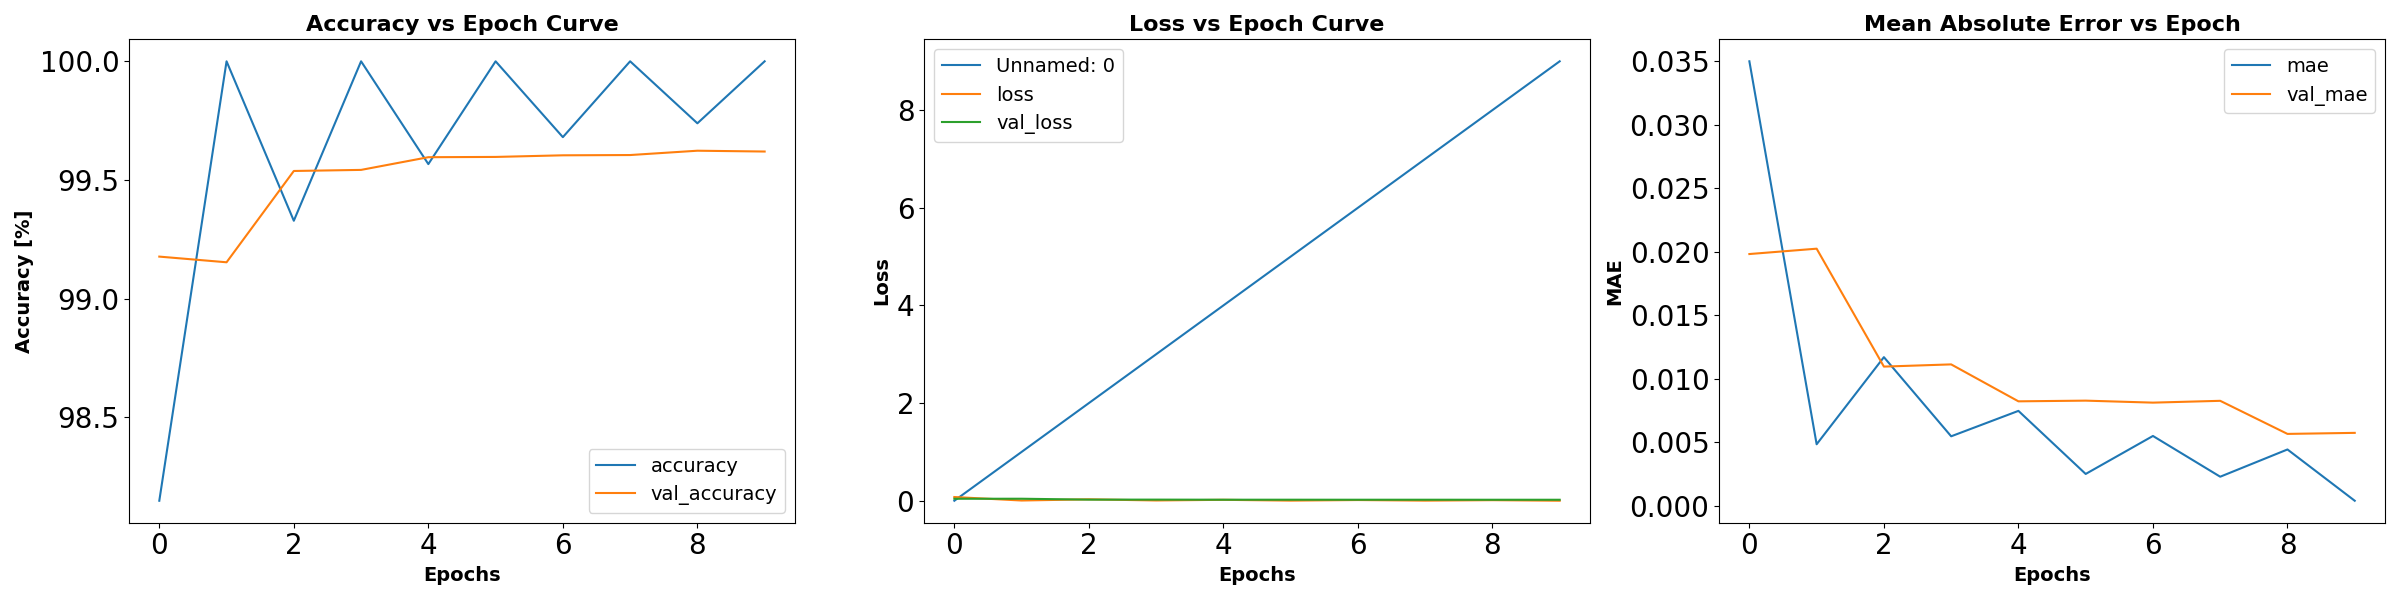 Accuracy vs Epoch Curve
100.0
99.5
99.0
98.5
Accuracy [%]
accuracy
val_accuracy
0 2 4 6 8
Epochs
Loss vs Epoch Curve
Unnamed: 0
loss
val_loss
8
6
4
2
0
Loss
0 2 4 6 8
Epochs
Mean Absolute Error vs Epoch
mae
val_mae
0.035
0.030
0.025
0.020
0.015
0.010
0.005
0.000
MAE
0 2 4 6 8
Epochs